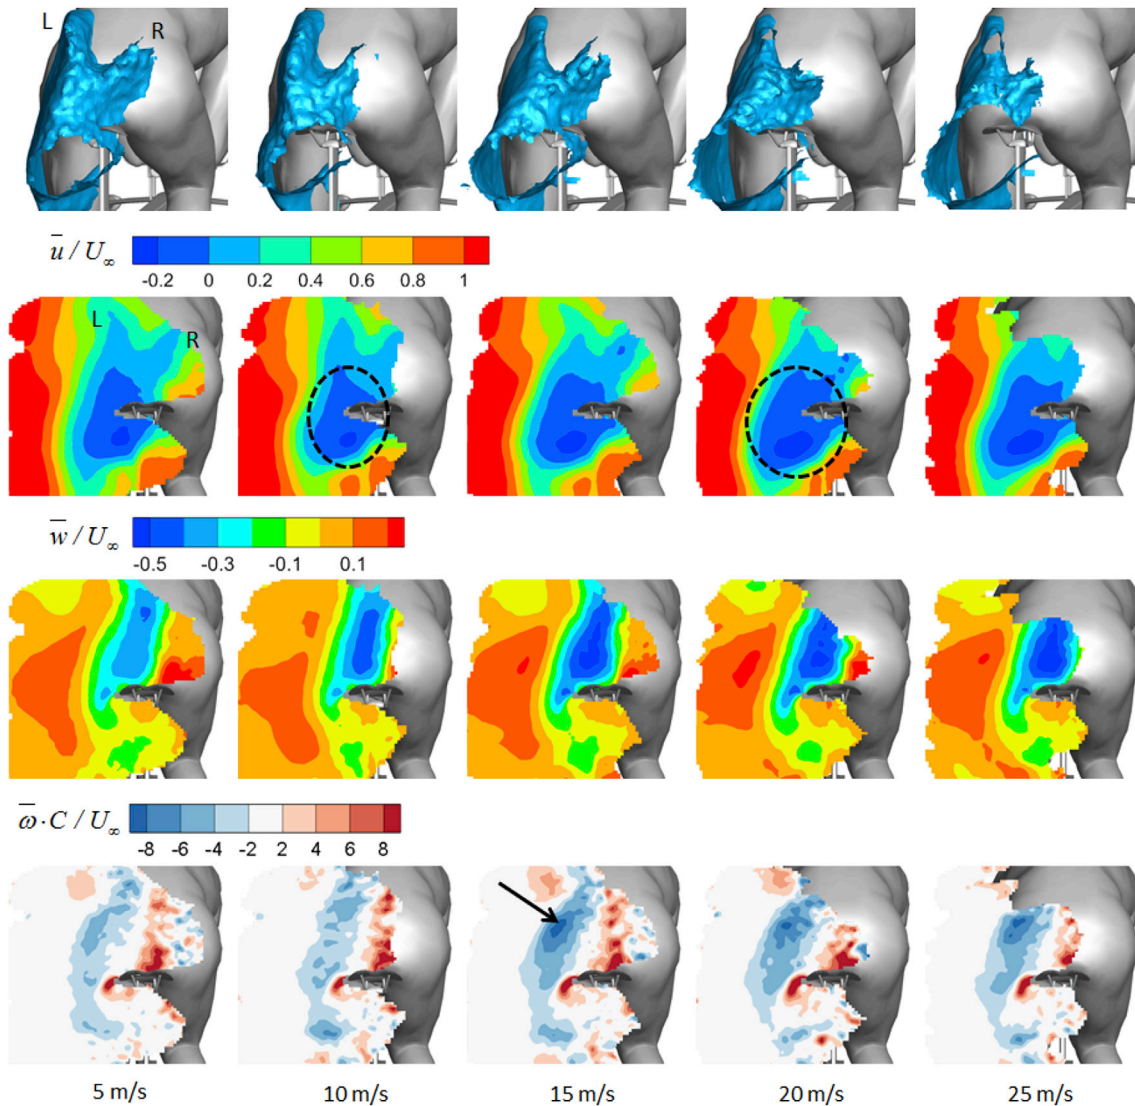 L R
u̅ / U∞
-0.2 0 0.2 0.4 0.6 0.8 1
L
R
w̅ / U∞
-0.5 -0.3 -0.1 0.1
ω̅ · C / U∞
-8 -6 -4 -2 2 4 6 8
5 m/s 10 m/s 15 m/s 20 m/s 25 m/s